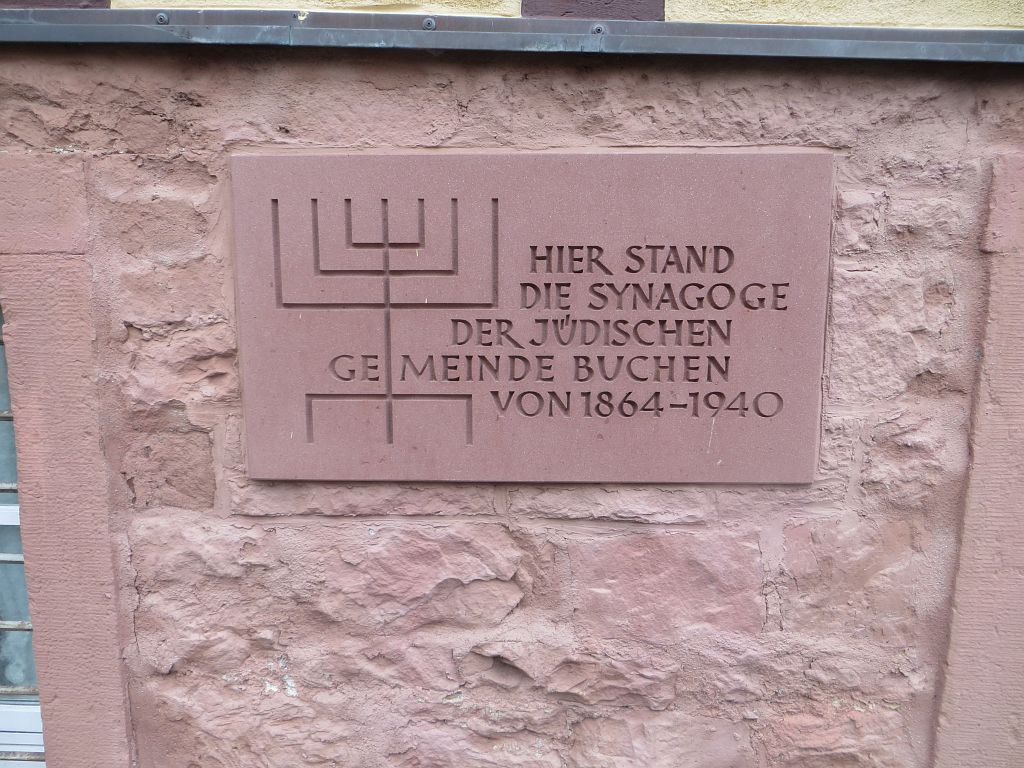 HIER STAND
DIE SYNAGOGE
DER JÜDISCHEN
GEMEINDE BUCHEN
VON 1864-1940